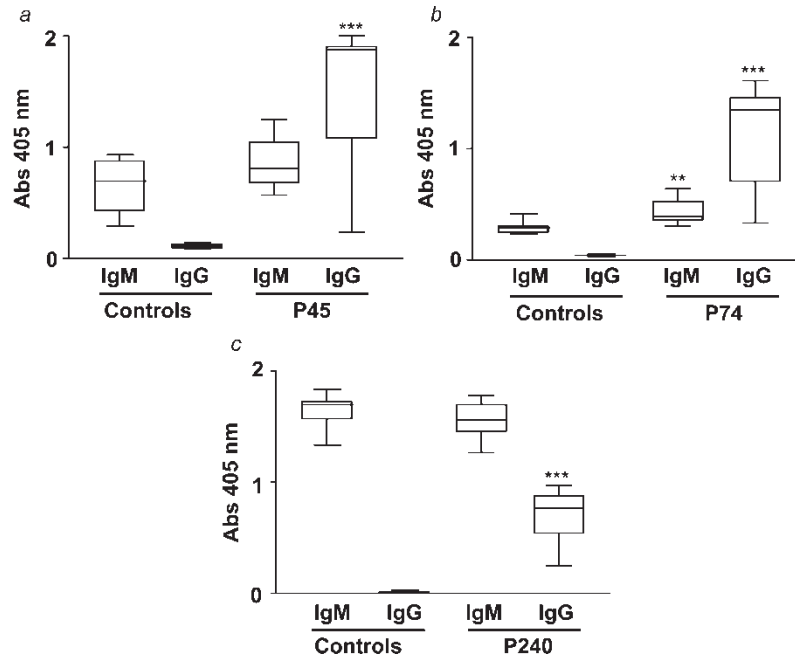 a
2
***
Abs 405 nm
1
0
IgM IgG IgM IgG
Controls P45
b
2
***
Abs 405 nm
1
**
0
IgM IgG IgM IgG
Controls P74
c
2
Abs 405 nm
1
***
0
IgM IgG IgM IgG
Controls P240